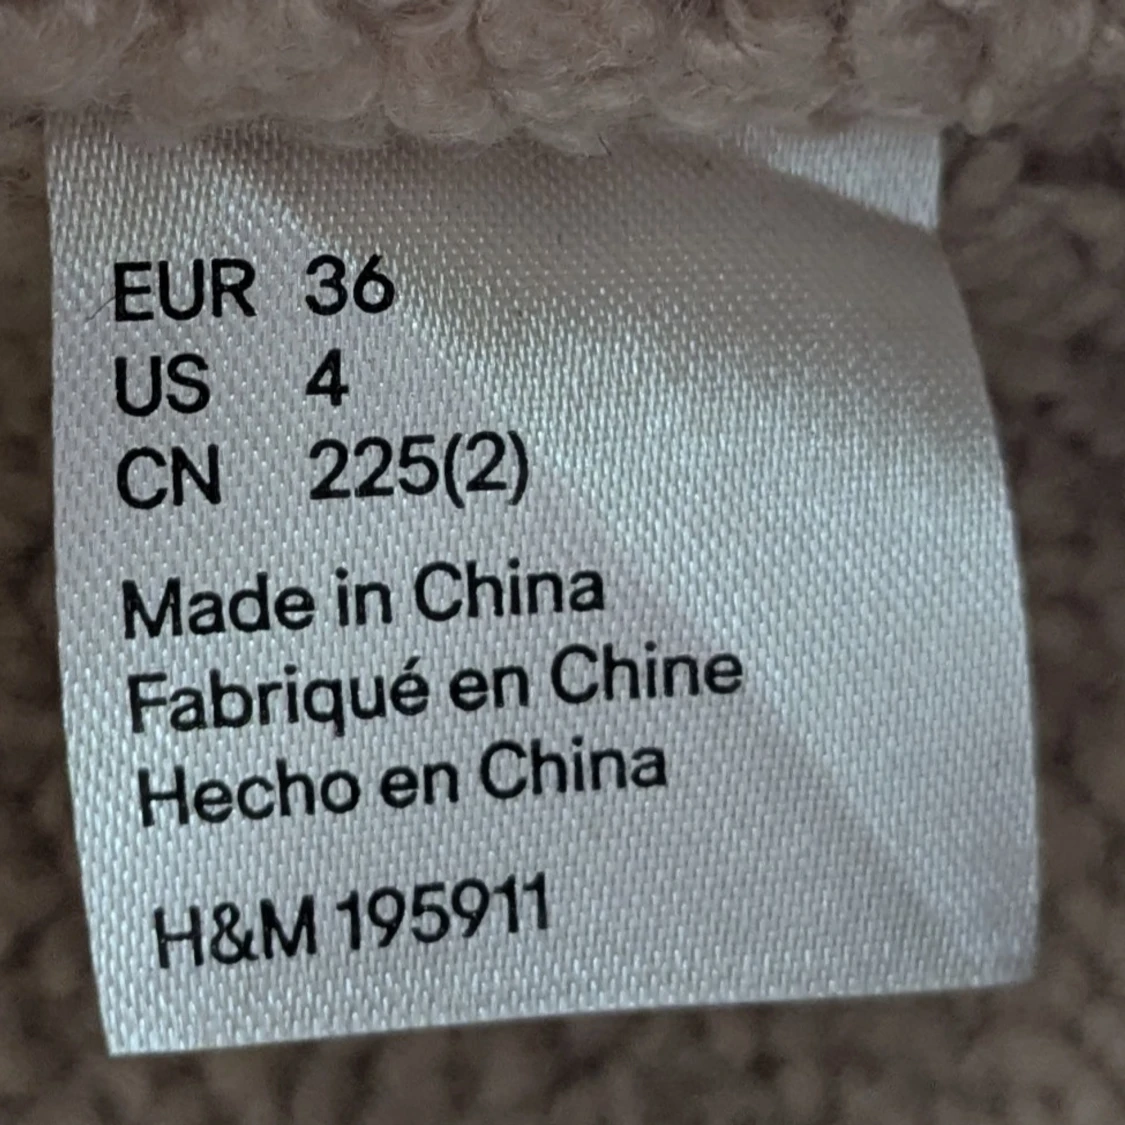 EUR 36
US 4
CN 225(2)
Made in China
Fabriqué en Chine
Hecho en China
H&M 195911